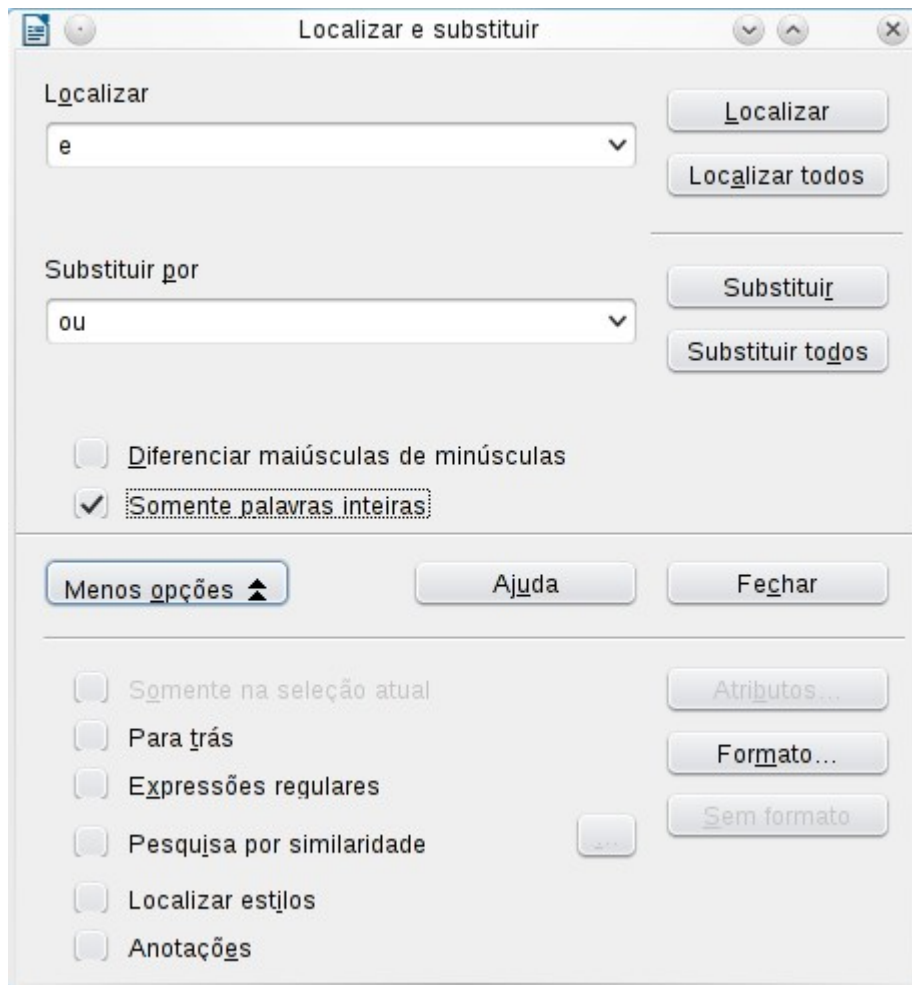 Localizar e substituir
Localizar
e
Localizar
Localizar todos
Substituir por
ou
Substituir
Substituir todos
Diferenciar maiúsculas de minúsculas
Somente palavras inteiras
Menos opções
Ajuda
Fechar
Somente na seleção atual
Atributos...
Para trás
Formato...
Expressões regulares
Sem formato
Pesquisa por similaridade
...
Localizar estilos
Anotações